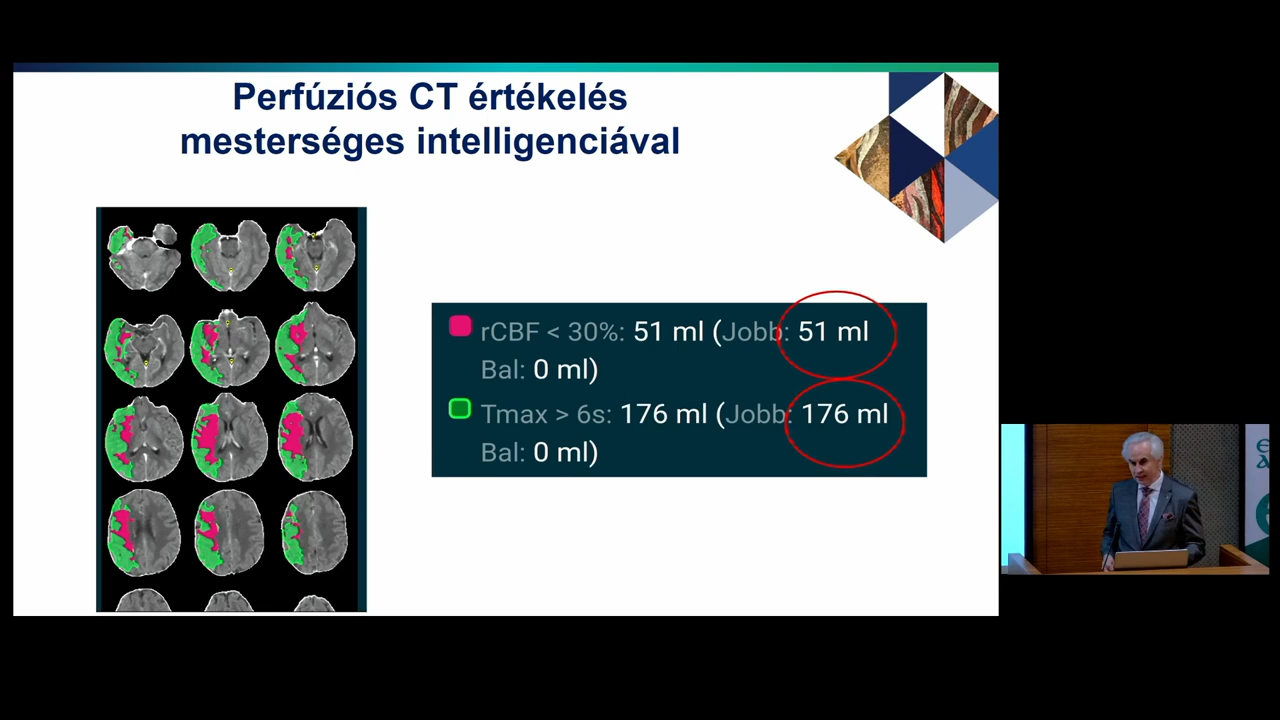 Perfúziós CT értékelés
mesterséges intelligenciával
rCBF < 30%: 51 ml (Jobb: 51 ml
Bal: 0 ml)
Tmax > 6s: 176 ml (Jobb: 176 ml
Bal: 0 ml)